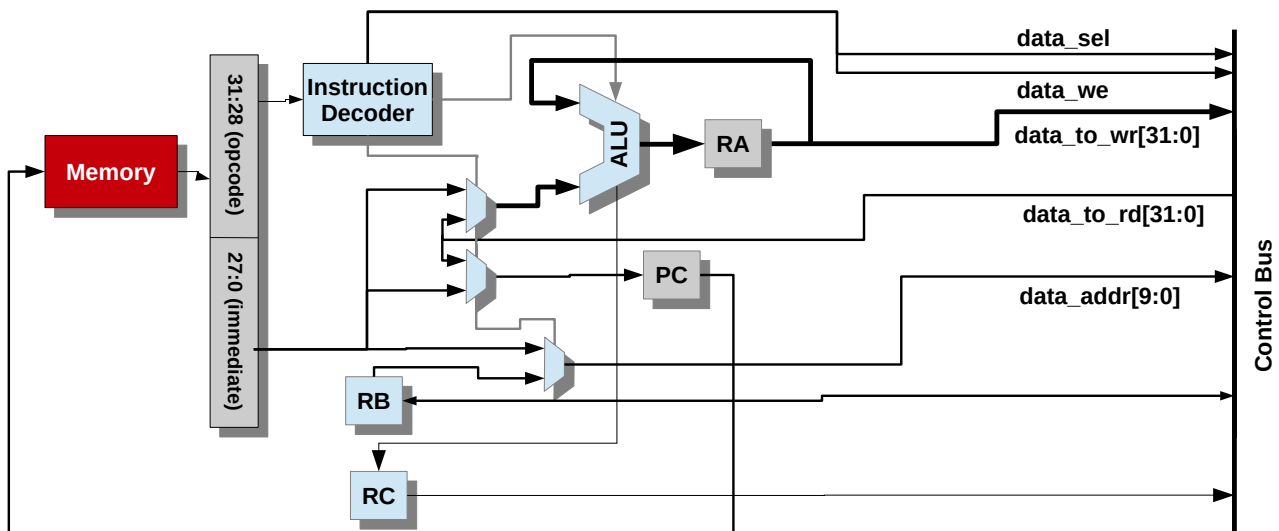 data_sel
data_we
data_to_wr[31:0]
data_to_rd[31:0]
data_addr[9:0]
Control Bus
Memory
31:28 (opcode)
27:0 (immediate)
Instruction
Decoder
ALU
RA
PC
RB
RC